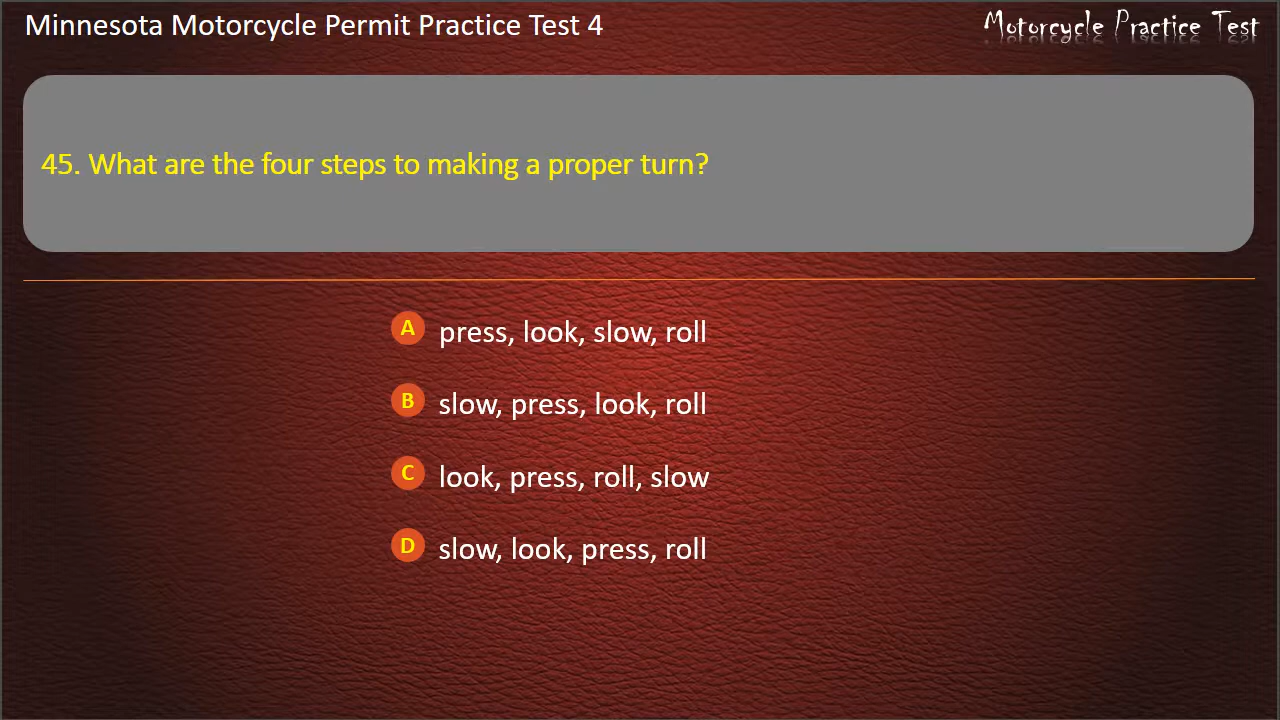 Minnesota Motorcycle Permit Practice Test 4
Motorcycle Practice Test
45. What are the four steps to making a proper turn?
A press, look, slow, roll
B slow, press, look, roll
C look, press, roll, slow
D slow, look, press, roll